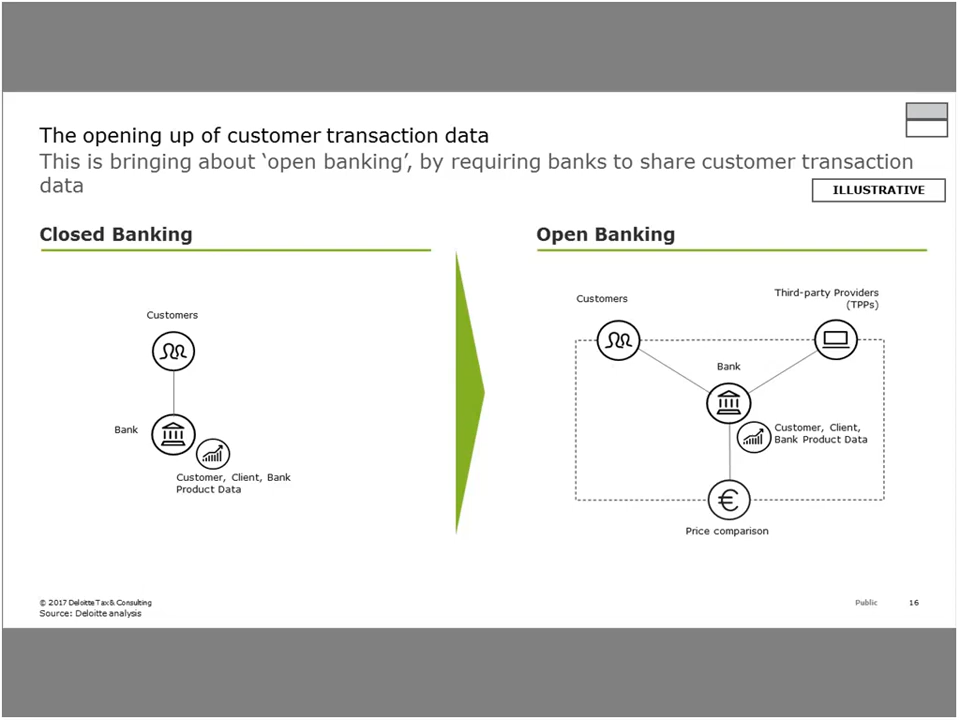 The opening up of customer transaction data
This is bringing about ‘open banking’, by requiring banks to share customer transaction
data
ILLUSTRATIVE
Closed Banking
Customers
Bank
Customer, Client, Bank
Product Data
Open Banking
Customers
Third-party Providers
(TPPs)
Bank
Customer, Client,
Bank Product Data
€
Price comparison
© 2017 Deloitte Tax & Consulting
Source: Deloitte analysis
Public
16